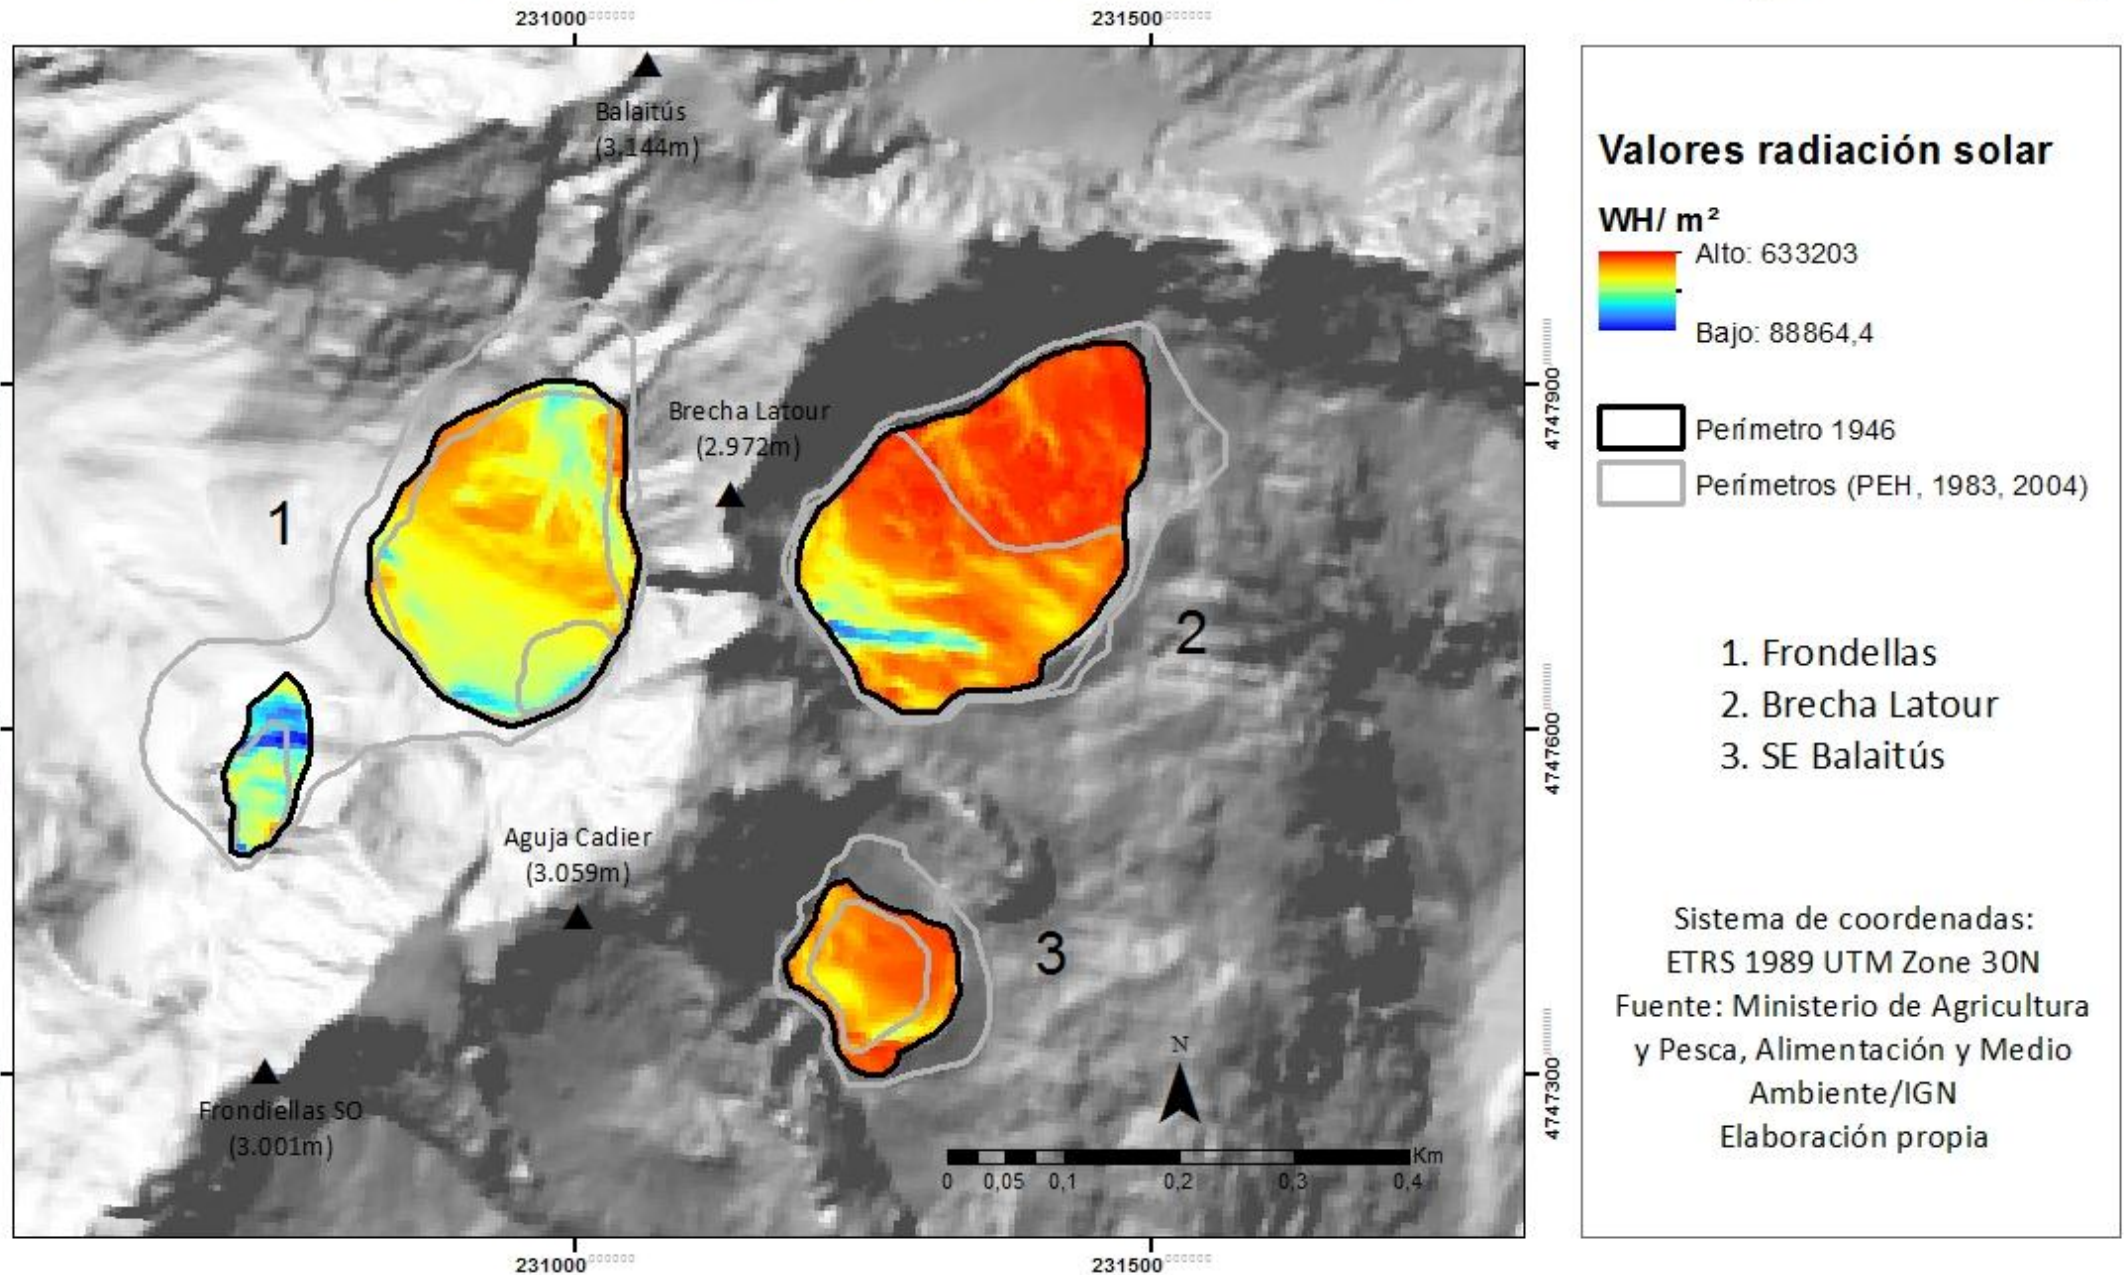 231000
231500
Balaitús
(3.144m)
Brecha Latour
(2.972m)
1
2
Aguja Cadier
(3.059m)
3
Frondiellas SO
(3.001m)
N
Km
0 0,05 0,1 0,2 0,3 0,4
4747900
4747600
4747300
231000
231500
Valores radiación solar
WH/ m²
Alto: 633203
Bajo: 88864,4
Perímetro 1946
Perímetros (PEH, 1983, 2004)
1. Frondellas
2. Brecha Latour
3. SE Balaitús
Sistema de coordenadas:
ETRS 1989 UTM Zone 30N
Fuente: Ministerio de Agricultura
y Pesca, Alimentación y Medio
Ambiente/IGN
Elaboración propia